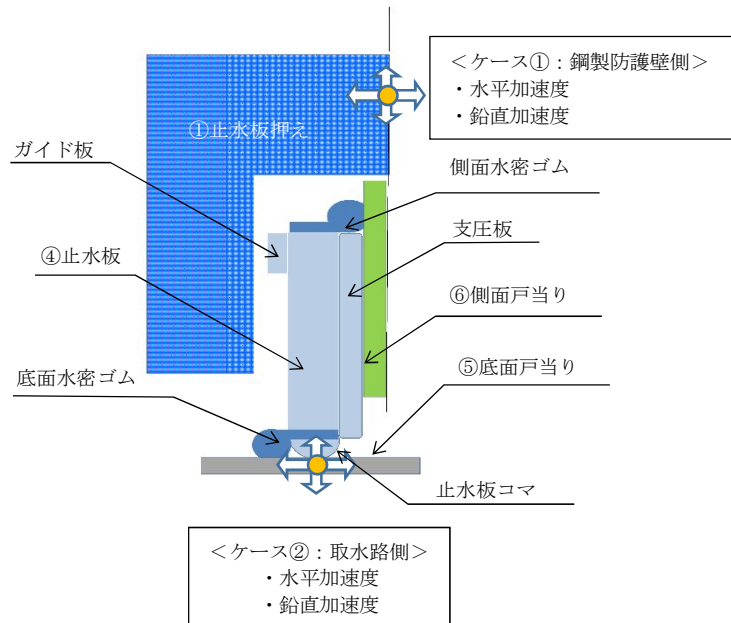 ＜ケース①：鋼製防護壁側＞
・水平加速度
・鉛直加速度
①止水板押え
ガイド板
側面水密ゴム
支圧板
④止水板
⑥側面戸当り
⑤底面戸当り
底面水密ゴム
止水板コマ
＜ケース②：取水路側＞
・水平加速度
・鉛直加速度